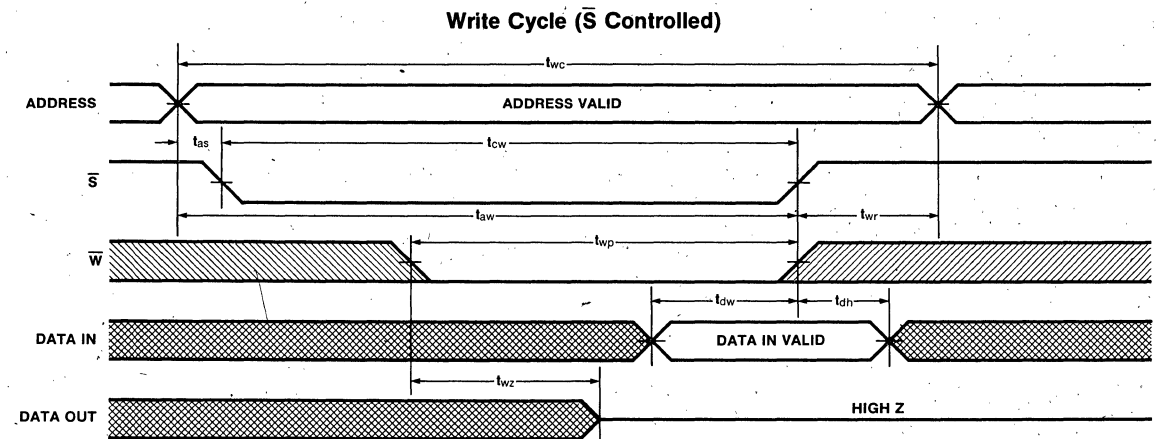 Write Cycle (S̅ Controlled)
twc
ADDRESS
ADDRESS VALID
tas
tcw
S̅
taw
twr
W̅
twp
tdw
tdh
DATA IN
DATA IN VALID
twz
DATA OUT
HIGH Z